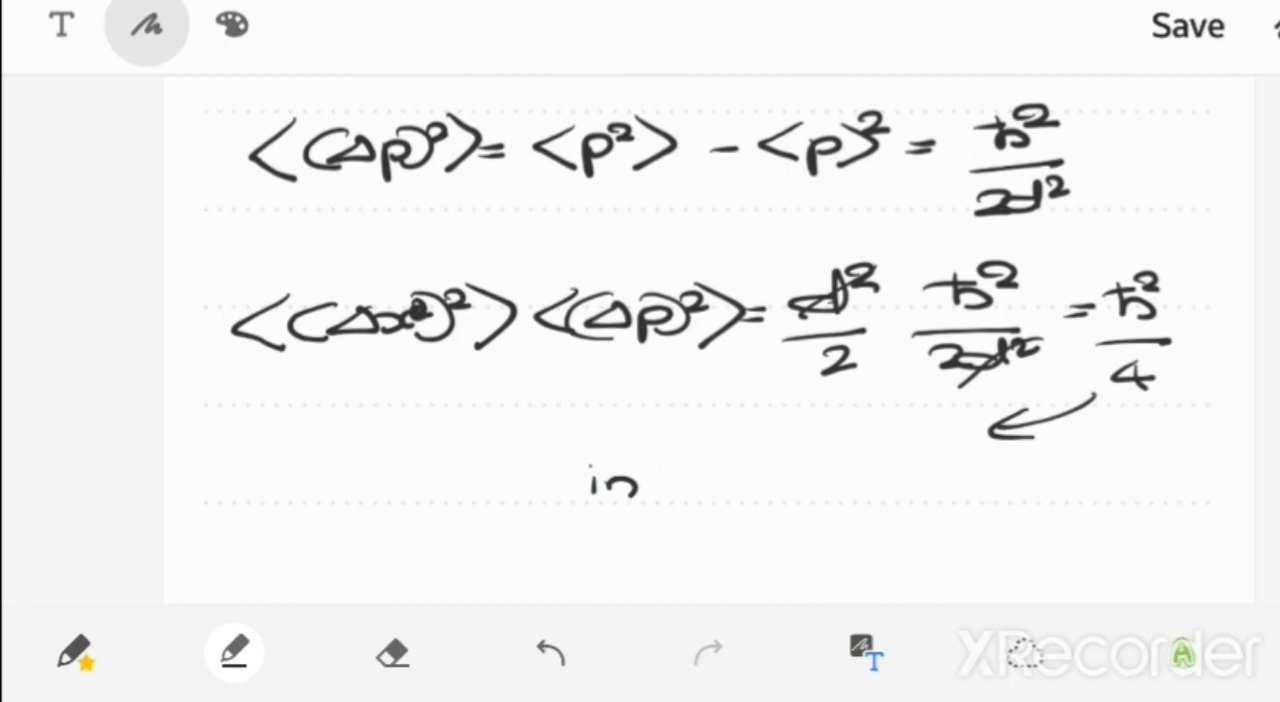 T Save
<(Δp)²> = <p²> - <p>² = ħ²/2d²
<(Δx)²> <(Δp)²> = d²/2 ħ²/2d² = ħ²/4
in
T
XRecorder